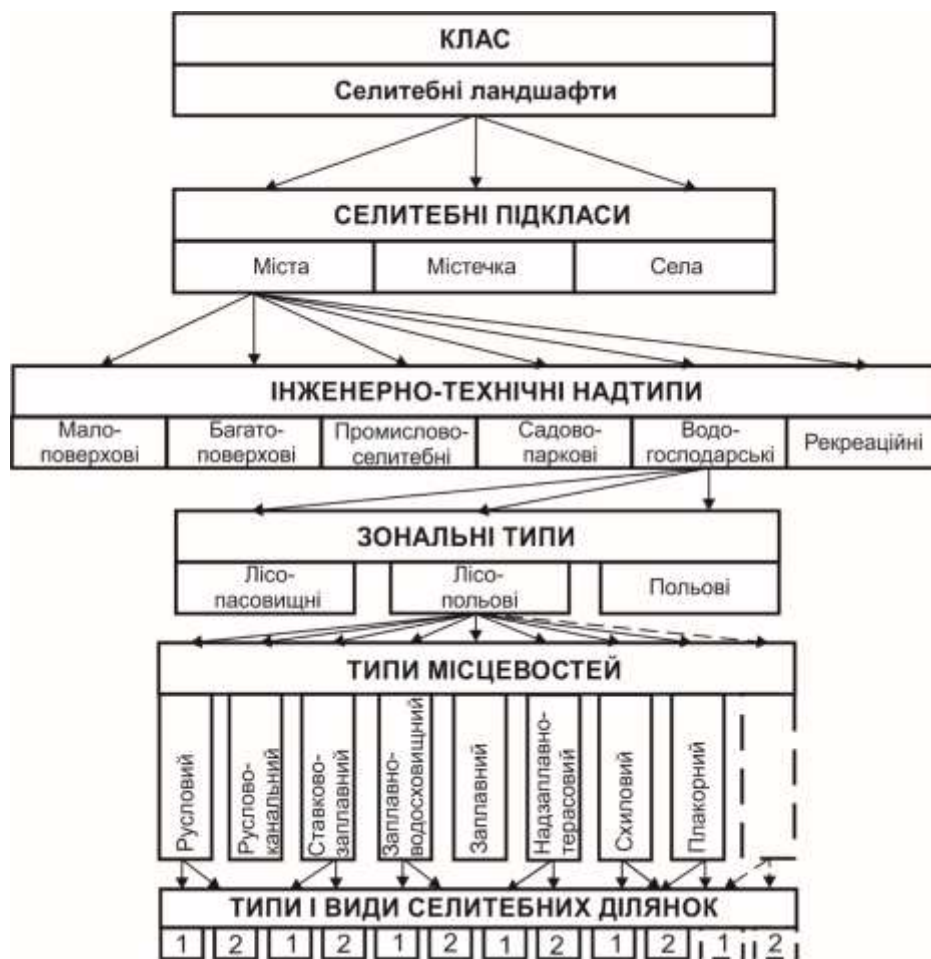 КЛАС
Селитебні ландшафти
СЕЛИТЕБНІ ПІДКЛАСИ
Міста
Містечка
Села
ІНЖЕНЕРНО-ТЕХНІЧНІ НАДТИПИ
Мало-
поверхові
Багато-
поверхові
Промислово-
селитебні
Садово-
паркові
Водо-
господарські
Рекреаційні
ЗОНАЛЬНІ ТИПИ
Лісо-
пасовищні
Лісо-
польові
Польові
ТИПИ МІСЦЕВОСТЕЙ
Русловий
Руслово-
канальний
Ставково-
заплавний
Заплавно-
водосховищний
Заплавний
Надзаплавно-
терасовий
Схиловий
Плакорний
ТИПИ І ВИДИ СЕЛИТЕБНИХ ДІЛЯНОК
1 2 1 2 1 2 1 2 1 2 1 2